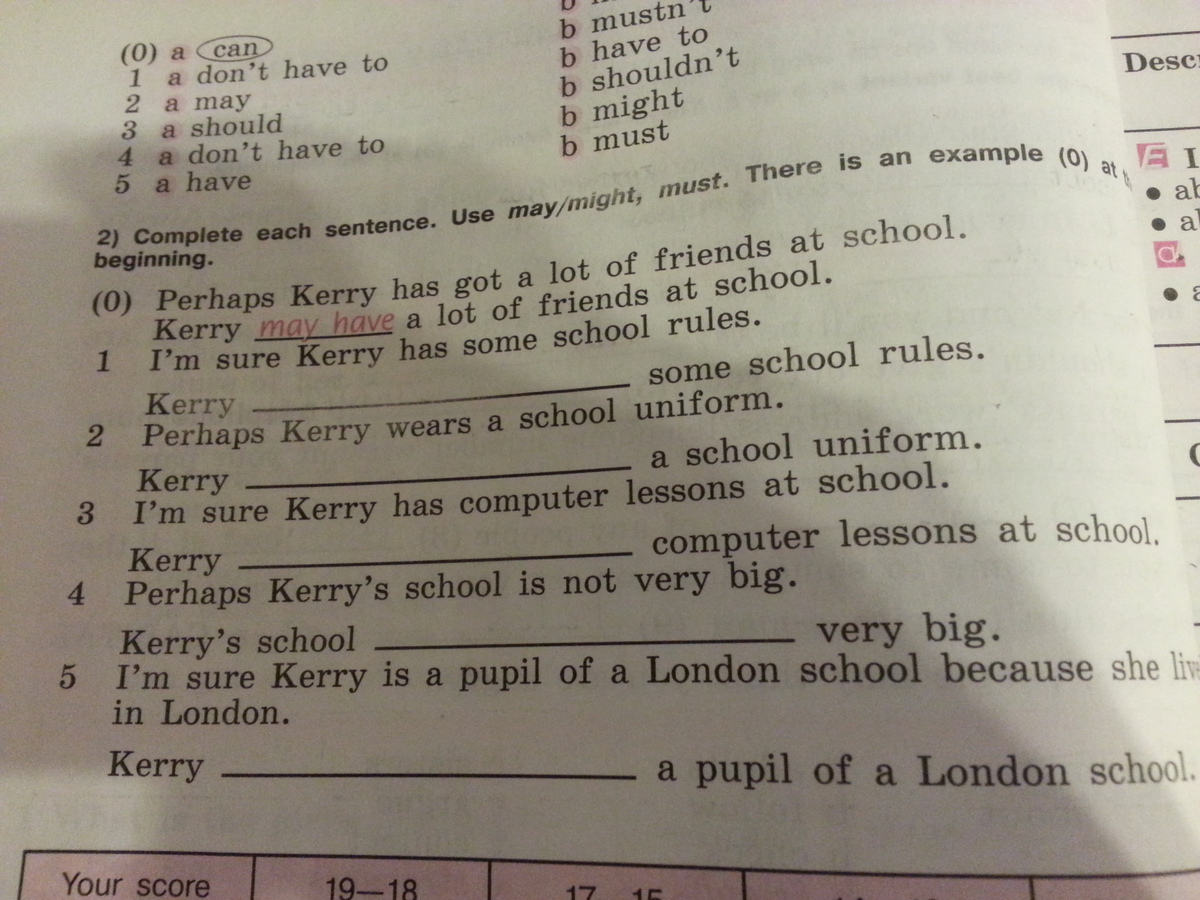 b mustn't
(0) a can b have to
1 a don't have to b shouldn't
2 a may b might
3 a should b must
4 a don't have to
5 a have
2) Complete each sentence. Use may/might, must. There is an example (0) at
beginning.
(0) Perhaps Kerry has got a lot of friends at school.
Kerry may have a lot of friends at school.
1 I'm sure Kerry has some school rules.
Kerry some school rules.
2 Perhaps Kerry wears a school uniform.
Kerry a school uniform.
3 I'm sure Kerry has computer lessons at school.
Kerry computer lessons at school.
4 Perhaps Kerry's school is not very big.
Kerry's school very big.
5 I'm sure Kerry is a pupil of a London school because she
in London.
Kerry a pupil of a London school.
Your score 19—18